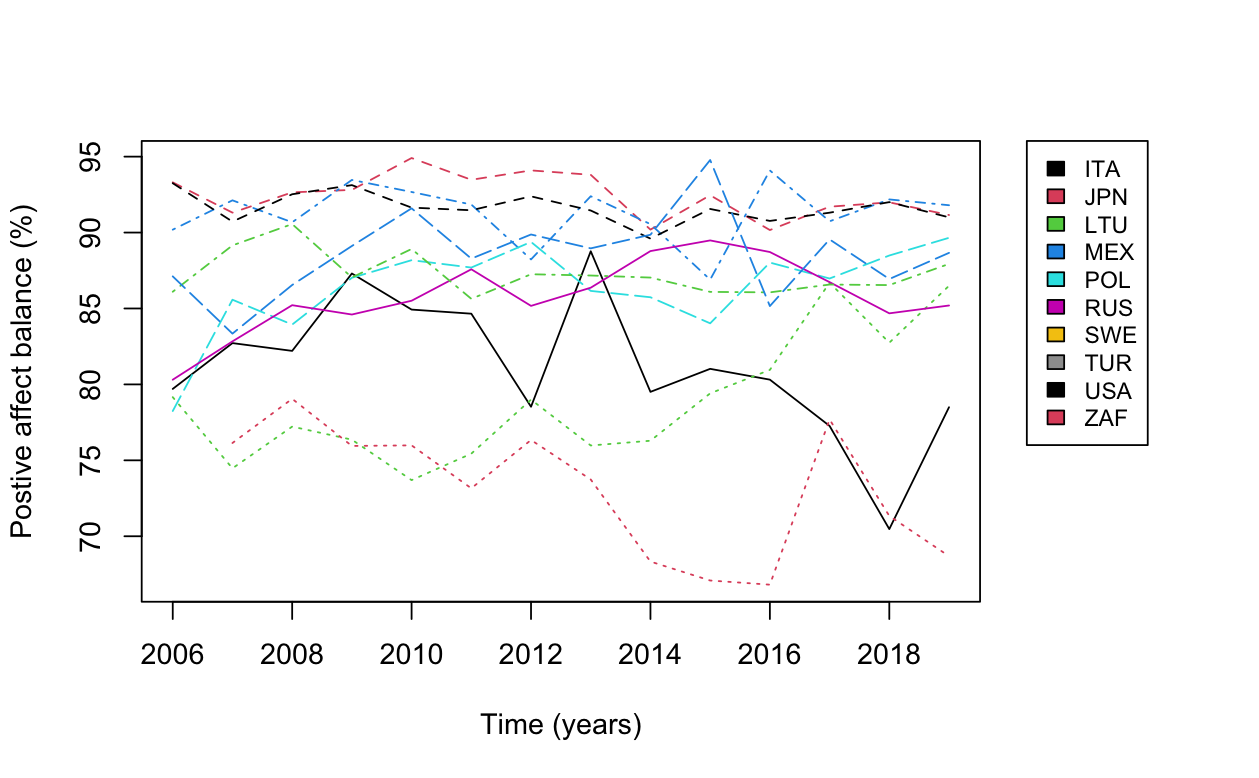 95
90
85
80
75
70
Postive affect balance (%)
2006 2008 2010 2012 2014 2016 2018
Time (years)
ITA
JPN
LTU
MEX
POL
RUS
SWE
TUR
USA
ZAF